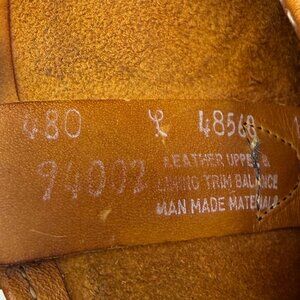 480 48560
94002 LEATHER UPPER &
LINING TRIM BALANCE
MAN MADE MATERIALS